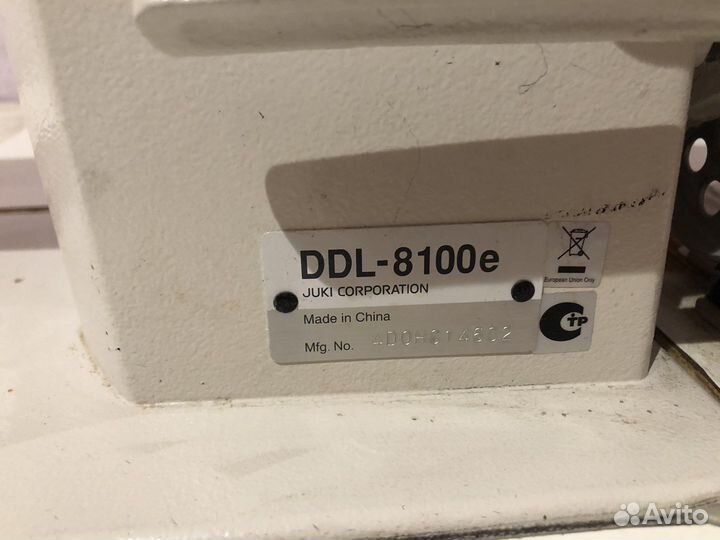 DDL-8100e
JUKI CORPORATION
Made in China
Mfg. No.
European Union Only
Avito